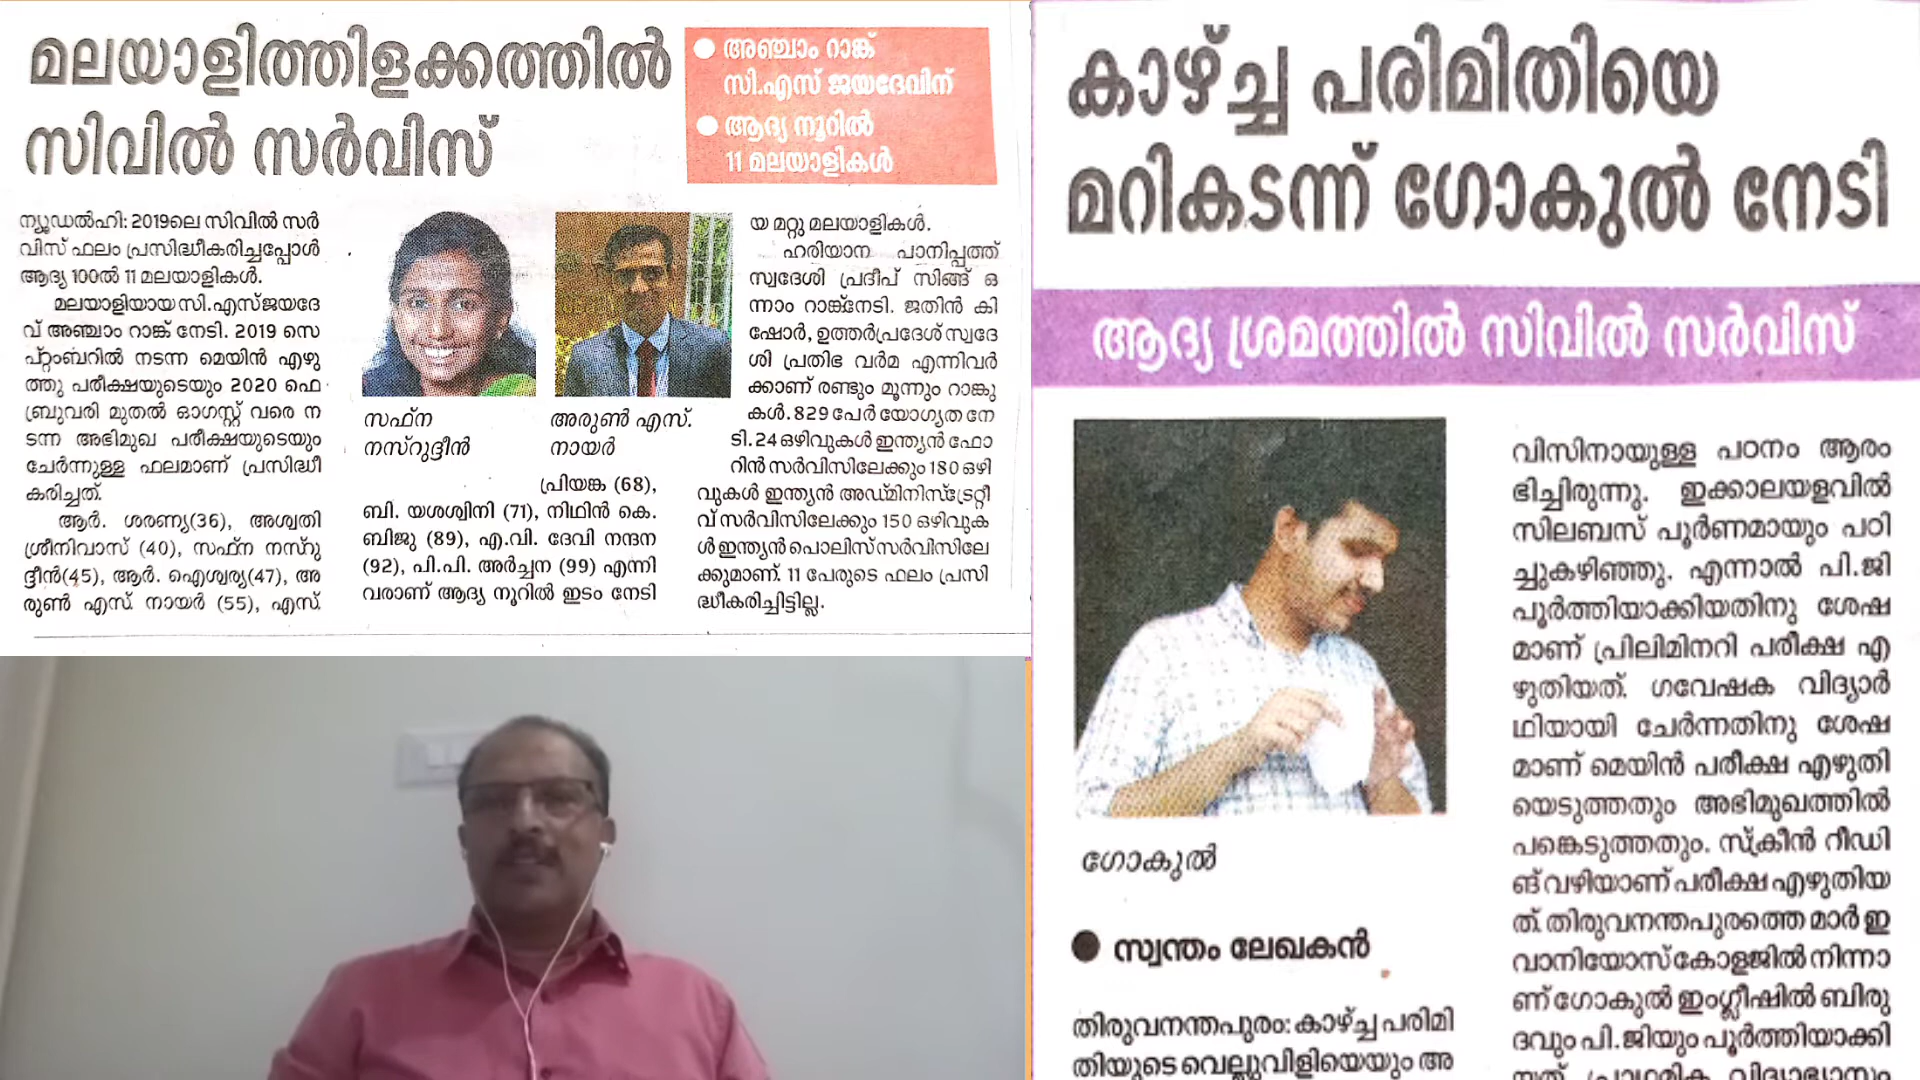 മലയാളിത്തിളക്കത്തിൽ
സിവിൽ സർവിസ്
അഞ്ചാം റാങ്ക്
സി.എസ് ജയദേവിന്
ആദ്യ നൂറിൽ
11 മലയാളികൾ
ന്യൂഡൽഹി: 2019ലെ സിവിൽ സർ
വിസ് ഫലം പ്രസിദ്ധീകരിച്ചപ്പോൾ
ആദ്യ 100ൽ 11 മലയാളികൾ.
മലയാളിയായ സി.എസ് ജയദേ
വ് അഞ്ചാം റാങ്ക് നേടി. 2019 സെ
പ്റ്റംബറിൽ നടന്ന മെയിൻ എഴു
ത്തു പരീക്ഷയുടെയും 2020 ഫെ
ബ്രുവരി മുതൽ ഓഗസ്റ്റ് വരെ ന
ടന്ന അഭിമുഖ പരീക്ഷയുടെയും
ചേർന്നുള്ള ഫലമാണ് പ്രസിദ്ധീ
കരിച്ചത്.
ആർ. ശരണ്യ(36), അശ്വതി
ശ്രീനിവാസ് (40), സഫ്ന നസ്റു
ദ്ദീൻ(45), ആർ. ഐശ്വര്യ(47), അ
രുൺ എസ്. നായർ (55), എസ്.
സഫ്ന
നസ്റുദ്ദീൻ
അരുൺ എസ്.
നായർ
പ്രിയങ്ക (68),
ബി. യശശ്വിനി (71), നിഥിൻ കെ.
ബിജു (89), എ.വി. ദേവി നന്ദന
(92), പി.പി. അർച്ചന (99) എന്നി
വരാണ് ആദ്യ നൂറിൽ ഇടം നേടി
യ മറ്റു മലയാളികൾ.
ഹരിയാന പാനിപ്പത്ത്
സ്വദേശി പ്രദീപ് സിങ്ങ് ഒ
ന്നാം റാങ്ക്നേടി. ജതിൻ കി
ഷോർ, ഉത്തർപ്രദേശ് സ്വദേ
ശി പ്രതിഭ വർമ എന്നിവർ
ക്കാണ് രണ്ടും മൂന്നും റാങ്കു
കൾ. 829 പേർ യോഗ്യത നേ
ടി. 24 ഒഴിവുകൾ ഇന്ത്യൻ ഫോ
റിൻ സർവിസിലേക്കും 180 ഒഴി
വുകൾ ഇന്ത്യൻ അഡ്മിനിസ്ട്രേറ്റീ
വ് സർവിസിലേക്കും 150 ഒഴിവുക
ൾ ഇന്ത്യൻ പൊലിസ് സർവിസിലേ
ക്കുമാണ്. 11 പേരുടെ ഫലം പ്രസി
ദ്ധീകരിച്ചിട്ടില്ല.
കാഴ്ച്ച പരിമിതിയെ
മറികടന്ന് ഗോകുൽ നേടി
ആദ്യ ശ്രമത്തിൽ സിവിൽ സർവിസ്
ഗോകുൽ
സ്വന്തം ലേഖകൻ
തിരുവനന്തപുരം: കാഴ്ച്ച പരിമി
തിയുടെ വെല്ലുവിളിയെയും അ
വിസിനായുള്ള പഠനം ആരം
ഭിച്ചിരുന്നു. ഇക്കാലയളവിൽ
സിലബസ് പൂർണമായും പഠി
ച്ചുകഴിഞ്ഞു. എന്നാൽ പി.ജി
പൂർത്തിയാക്കിയതിനു ശേഷ
മാണ് പ്രിലിമിനറി പരീക്ഷ എ
ഴുതിയത്. ഗവേഷക വിദ്യാർ
ഥിയായി ചേർന്നതിനു ശേഷ
മാണ് മെയിൻ പരീക്ഷ എഴുതി
യെടുത്തതും അഭിമുഖത്തിൽ
പങ്കെടുത്തതും. സ്ക്രീൻ റീഡി
ങ് വഴിയാണ് പരീക്ഷ എഴുതിയ
ത്. തിരുവനന്തപുരത്തെ മാർ ഇ
വാനിയോസ് കോളജിൽ നിന്നാ
ണ് ഗോകുൽ ഇംഗ്ലീഷിൽ ബിരു
ദവും പി.ജിയും പൂർത്തിയാക്കി
യത്. പ്രാഥമിക വിദ്യാഭ്യാസം